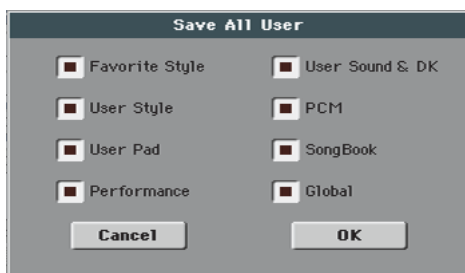 Save All User
Favorite Style
User Sound & DK
User Style
PCM
User Pad
SongBook
Performance
Global
Cancel
OK